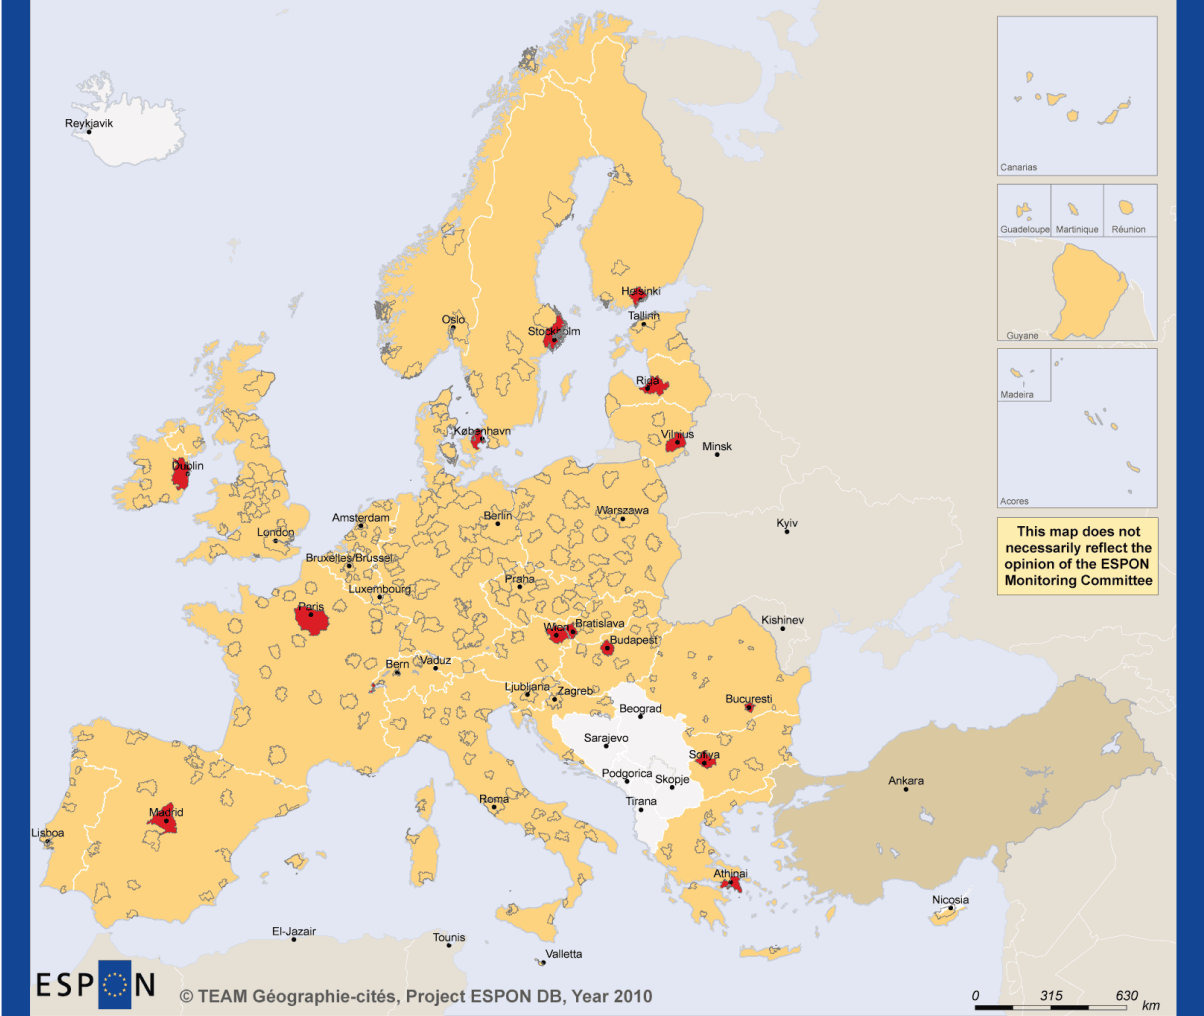 Reykjavik
Canarias
Guadeloupe
Martinique
Réunion
Guyane
Madeira
Acores
This map does not
necessarily reflect the
opinion of the ESPON
Monitoring Committee
Helsinki
Oslo
Tallinn
Stockholm
Riga
København
Vilnius
Minsk
Dublin
Amsterdam
Berlin
Warszawa
London
Kyiv
Bruxelles/Brussel
Praha
Luxembourg
Paris
Wien
Bratislava
Kishinev
Budapest
Bern
Vaduz
Ljubljana
Zagreb
Bucuresti
Beograd
Sarajevo
Sofiya
Podgorica
Skopje
Ankara
Roma
Tirana
Madrid
Lisboa
Athinai
Nicosia
El-Jazair
Tounis
Valletta
ESPON
© TEAM Géographie-cités, Project ESPON DB, Year 2010
0 315 630
km